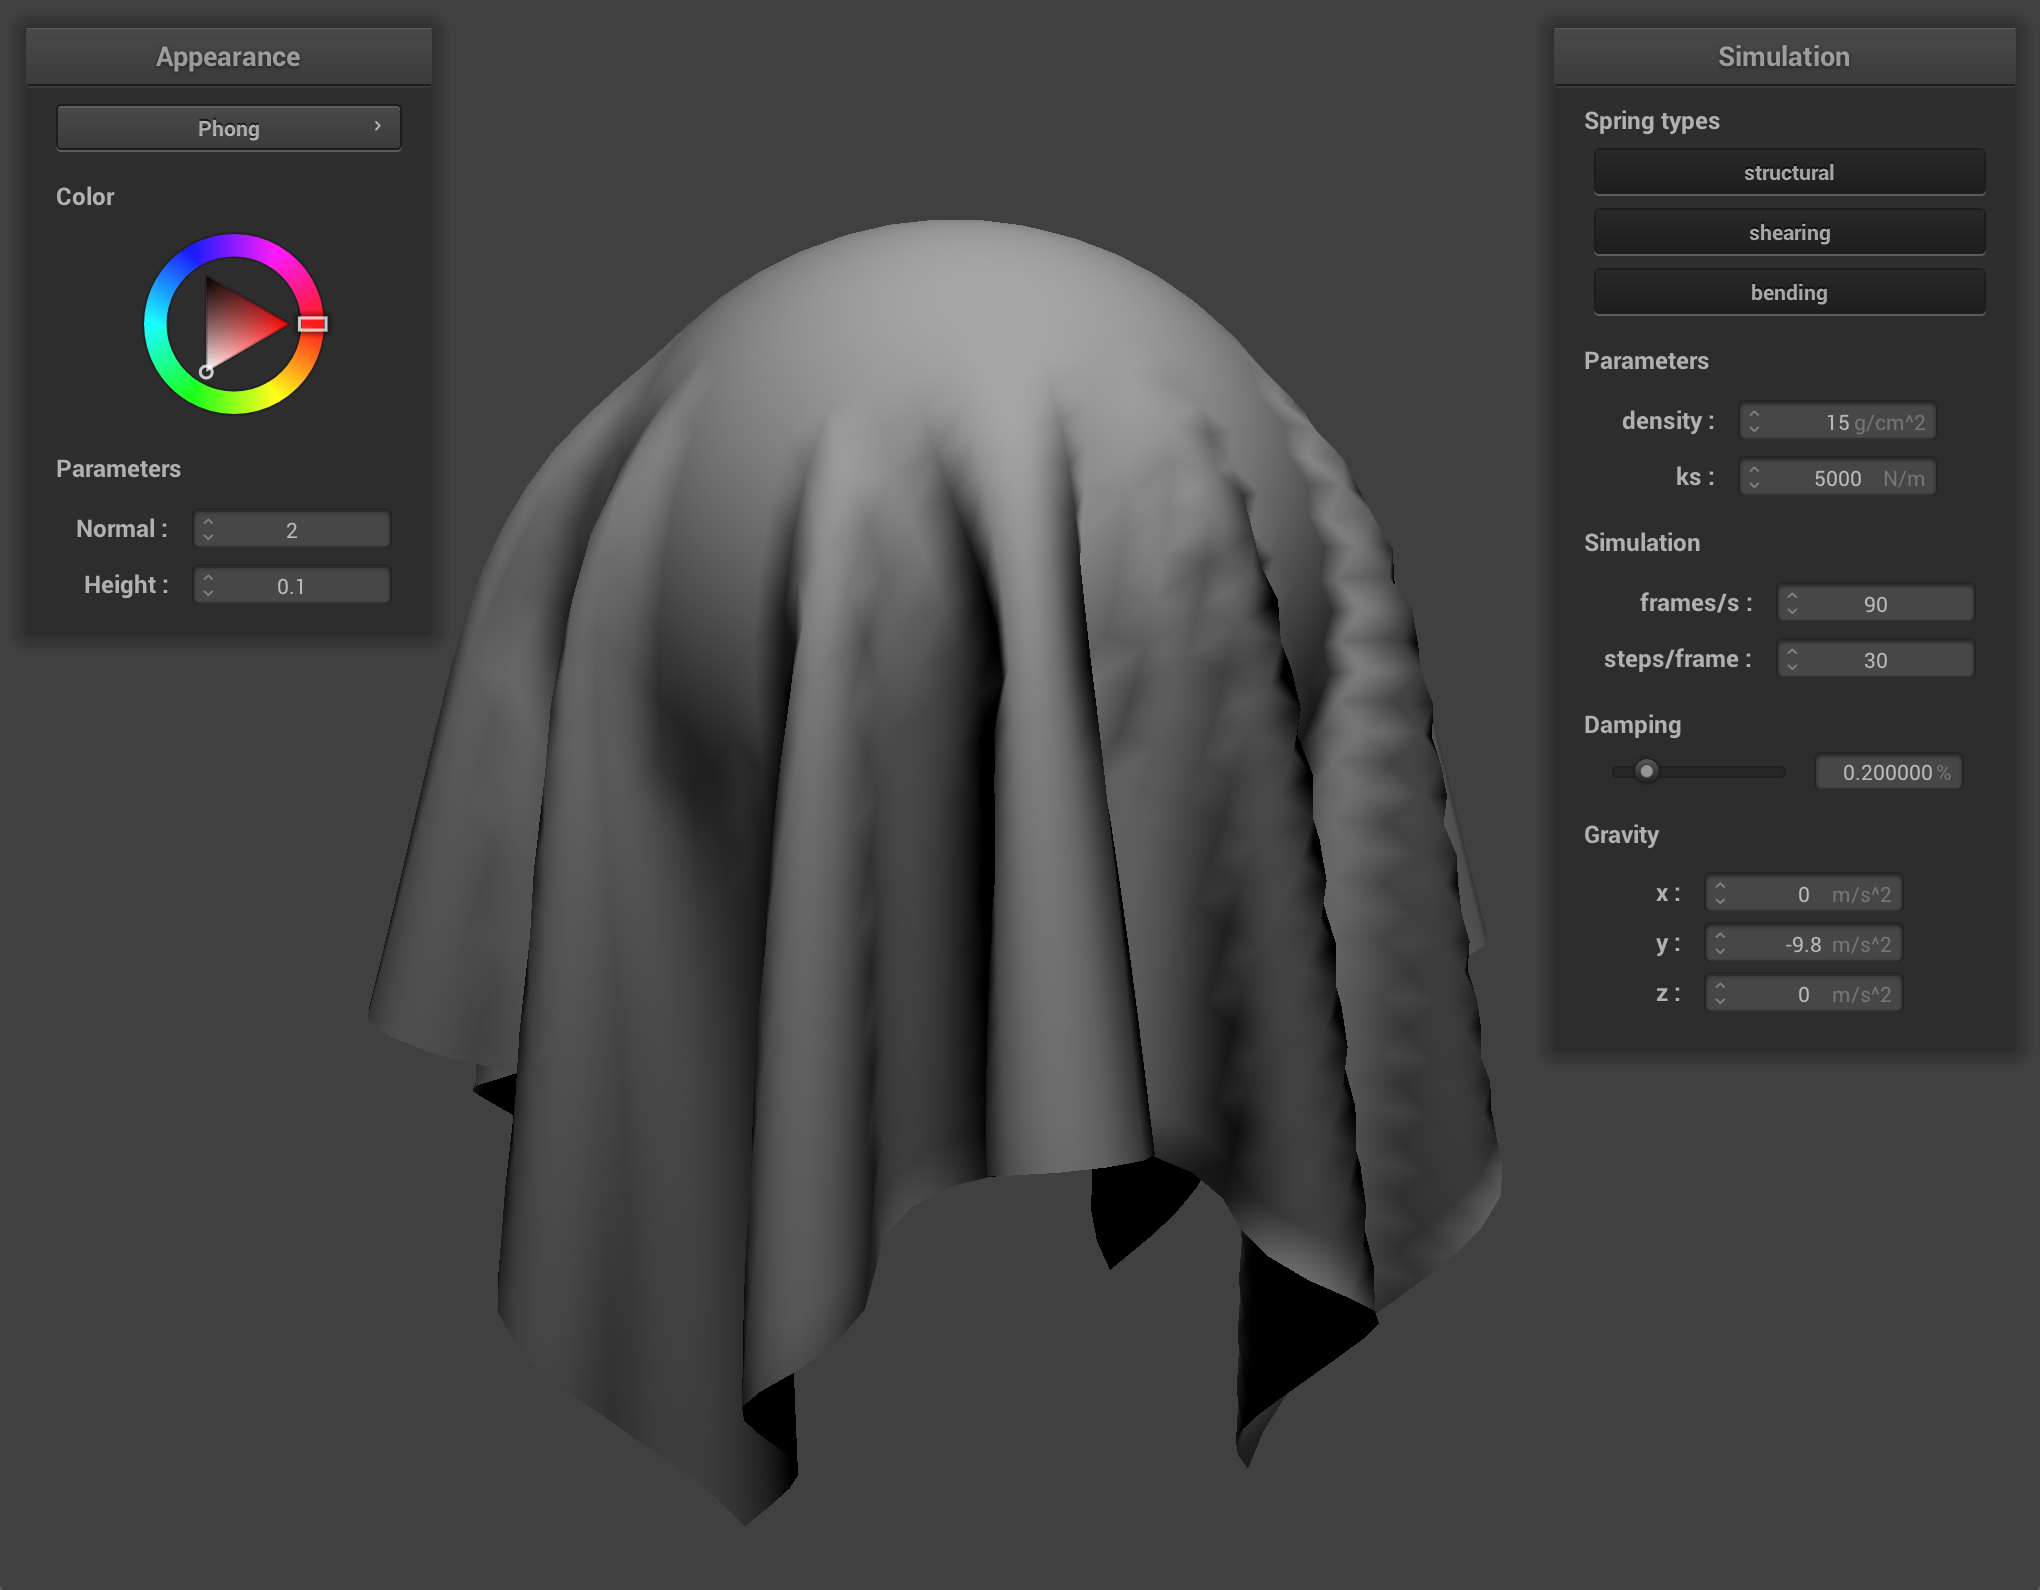 Appearance
Phong
Color
Parameters
Normal : 2
Height : 0.1
Simulation
Spring types
structural
shearing
bending
Parameters
density : 15 g/cm^2
ks : 5000 N/m
Simulation
frames/s : 90
steps/frame : 30
Damping
0.200000 %
Gravity
x : 0 m/s^2
y : -9.8 m/s^2
z : 0 m/s^2